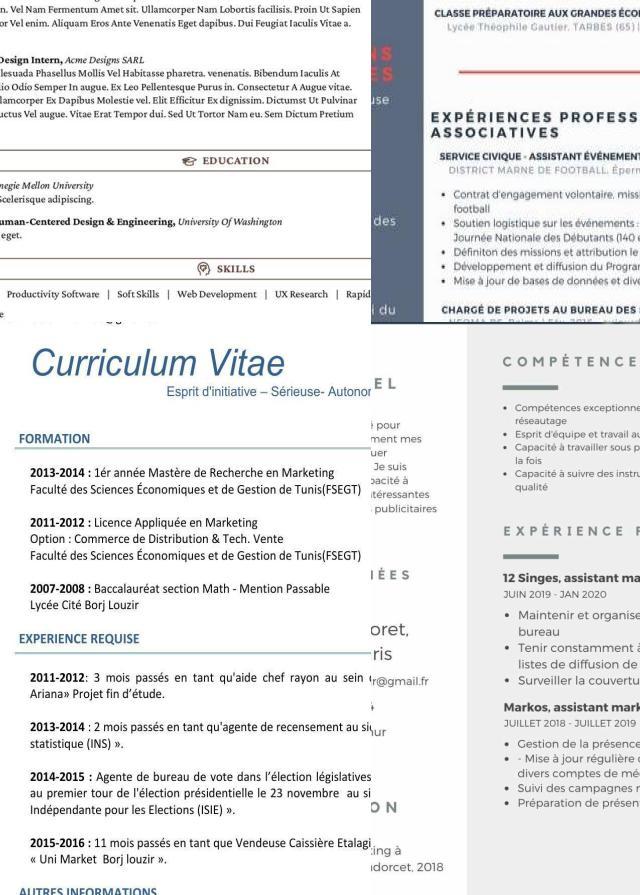 n. Vel Nam Fermentum Amet sit. Ullamcorper Nam Lobortis facilisis. Proin Ut Sapien
or. Enim. Aliquam Eros Ante Venenatis Eget dapibus. Dui Feugiat Iaculis Vitae a.
Design Intern, Acme Designs SARL
lesuada Phasellus Mollis Vel Habitasse pharetra. venenatis. Bibendum Iaculis At
lio Odio Semper In augue. Ex Leo Pellentesque Purus in. Consectetur A Augue vitae.
llamcorper Ex Dapibus Molestie vel. Elit Efficitur Ex dignissim. Dictumst Ut Pulvinar
uctus Vel augue. Vitae Erat Tempor dui. Sed Ut Tortor Nam eu. Sem Dictum Pretium
EDUCATION
negie Mellon University
Scelerisque adipiscing.
uman-Centered Design & Engineering, University Of Washington
eget.
SKILLS
Productivity Software | Soft Skills | Web Development | UX Research | Rapid
e
CLASSE PRÉPARATOIRE AUX GRANDES ÉCO
Lycée Théophile Gautier, TARBES (65) |
NS
ES
use
des
i du
EXPÉRIENCES PROFESS
ASSOCIATIVES
SERVICE CIVIQUE - ASSISTANT ÉVÉNEMENT
DISTRICT MARNE DE FOOTBALL, Épern
• Contrat d'engagement volontaire, missi
football
• Soutien logistique sur les événements :
Journée Nationale des Débutants (140 e
• Définiton des missions et attribution le
• Développement et diffusion du Program
• Mise à jour de bases de données et dive
CHARGÉ DE PROJETS AU BUREAU DES
Curriculum Vitae
Esprit d'initiative – Sérieuse- Autonor
FORMATION
2013-2014 : 1ér année Mastère de Recherche en Marketing
Faculté des Sciences Économiques et de Gestion de Tunis(FSEGT)
2011-2012 : Licence Appliquée en Marketing
Option : Commerce de Distribution & Tech. Vente
Faculté des Sciences Économiques et de Gestion de Tunis(FSEGT)
2007-2008 : Baccalauréat section Math - Mention Passable
Lycée Cité Borj Louzir
EXPERIENCE REQUISE
2011-2012: 3 mois passés en tant qu'aide chef rayon au sein
Ariana» Projet fin d'étude.
2013-2014 : 2 mois passés en tant qu'agente de recensement au si
statistique (INS) ».
2014-2015 : Agente de bureau de vote dans l'élection législatives
au premier tour de l'élection présidentielle le 23 novembre au si
Indépendante pour les Elections (ISIE) ».
2015-2016 : 11 mois passés en tant que Vendeuse Caissière Etalagi
« Uni Market Borj louzir ».
AUTRES INFORMATIONS
EL
é pour
ment mes
uer
Je suis
pacité à
ntéressantes
publicitaires
NÉES
oret,
ris
r@gmail.fr
4
nur
ON
ting à
ndorcet, 2018
COMPÉTENCE
• Compétences exceptionne
réseautage
• Esprit d'équipe et travail au
• Capacité à travailler sous p
la fois
• Capacité à suivre des instru
qualité
EXPÉRIENCE P
12 Singes, assistant ma
JUIN 2019 - JAN 2020
• Maintenir et organise
bureau
• Tenir constamment à
listes de diffusion de
• Surveiller la couvertu
Markos, assistant mark
JUILLET 2018 - JUILLET 2019
• Gestion de la présence
• - Mise à jour régulière d
divers comptes de mé
• Suivi des campagnes m
• Préparation de présent